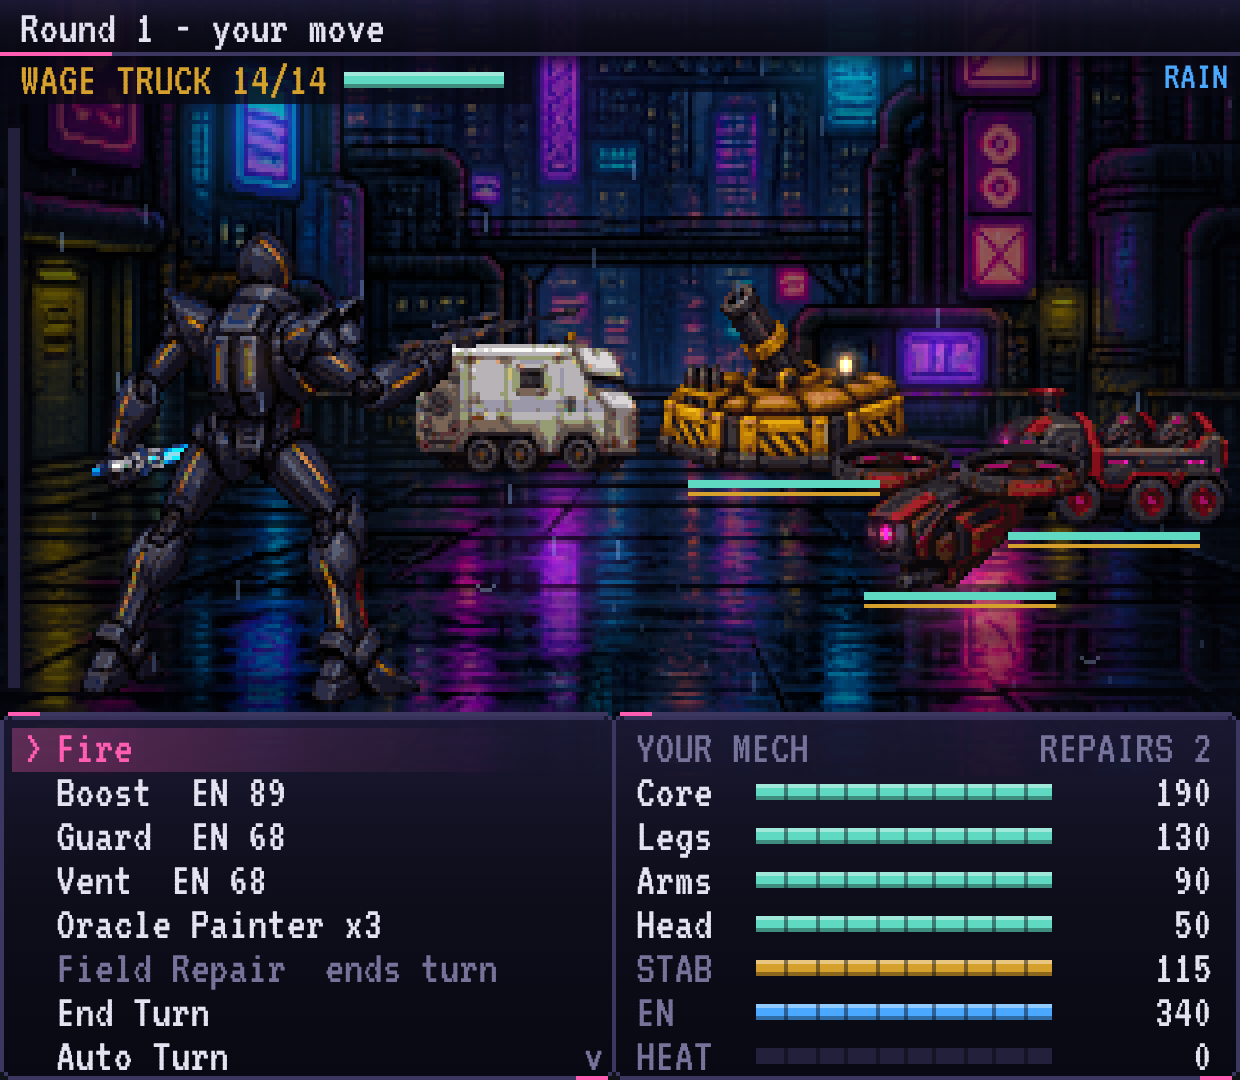 Round 1 - your move
WAGE TRUCK 14/14
RAIN
> Fire
Boost EN 89
Guard EN 68
Vent EN 68
Oracle Painter x3
Field Repair ends turn
End Turn
Auto Turn v
YOUR MECH REPAIRS 2
Core 190
Legs 130
Arms 90
Head 50
STAB 115
EN 340
HEAT 0